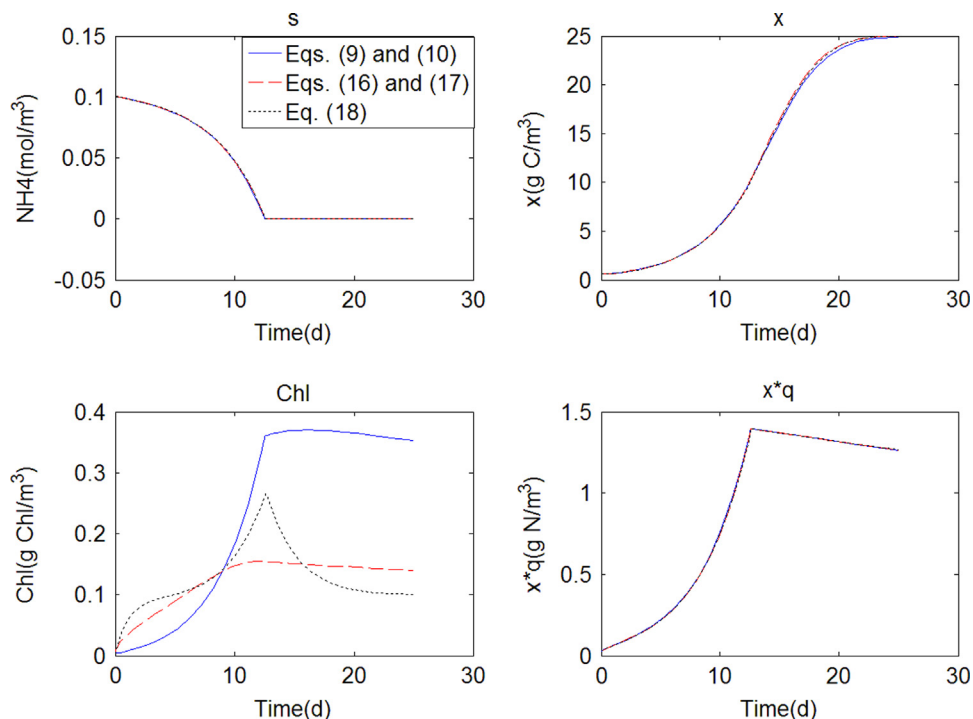 s
0.15
0.1
0.05
0
-0.05
NH4(mol/m³)
0 10 20 30
Time(d)
Eqs. (9) and (10)
Eqs. (16) and (17)
Eq. (18)
x
25
20
15
10
5
0
x(g C/m³)
0 10 20 30
Time(d)
Chl
0.4
0.3
0.2
0.1
0
Chl(g Chl/m³)
0 10 20 30
Time(d)
x*q
1.5
1
0.5
0
x*q(g N/m³)
0 10 20 30
Time(d)